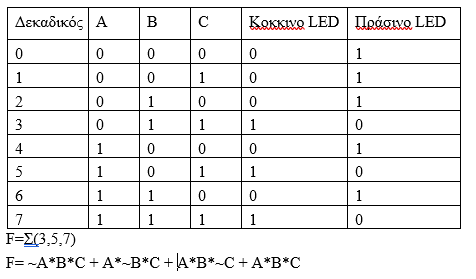 Δεκαδικός A B C Κοκκινο LED Πράσινο LED
0 0 0 0 0 1
1 0 0 1 0 1
2 0 1 0 0 1
3 0 1 1 1 0
4 1 0 0 0 1
5 1 0 1 1 0
6 1 1 0 0 1
7 1 1 1 1 0
F=Σ(3,5,7)
F= ~A*B*C + A*~B*C + A*B*~C + A*B*C